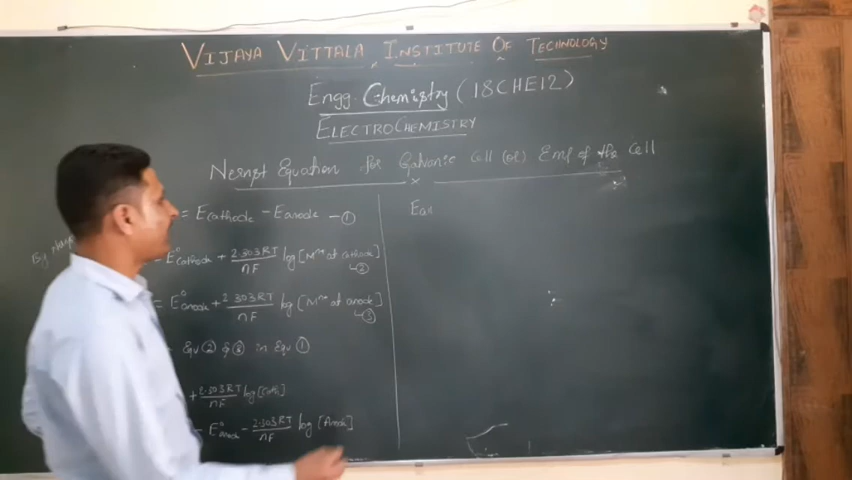 VIJAYA VITTALA INSTITUTE OF TECHNOLOGY
Engg. Chemistry (18CHE12)
ELECTROCHEMISTRY
Nernst Equation for Galvanic Cell (or) Emf of the Cell
= Ecathode - Eanode - ①
E°cathode + 2.303RT/nF log [Mⁿ⁺ at cathode] ②
= E°anode + 2.303RT/nF log [Mⁿ⁺ at anode] ③
Equ ② & ③ in Equ ①
+ 2.303RT/nF log [Cath]
- E°anode - 2.303RT/nF log [Anode]